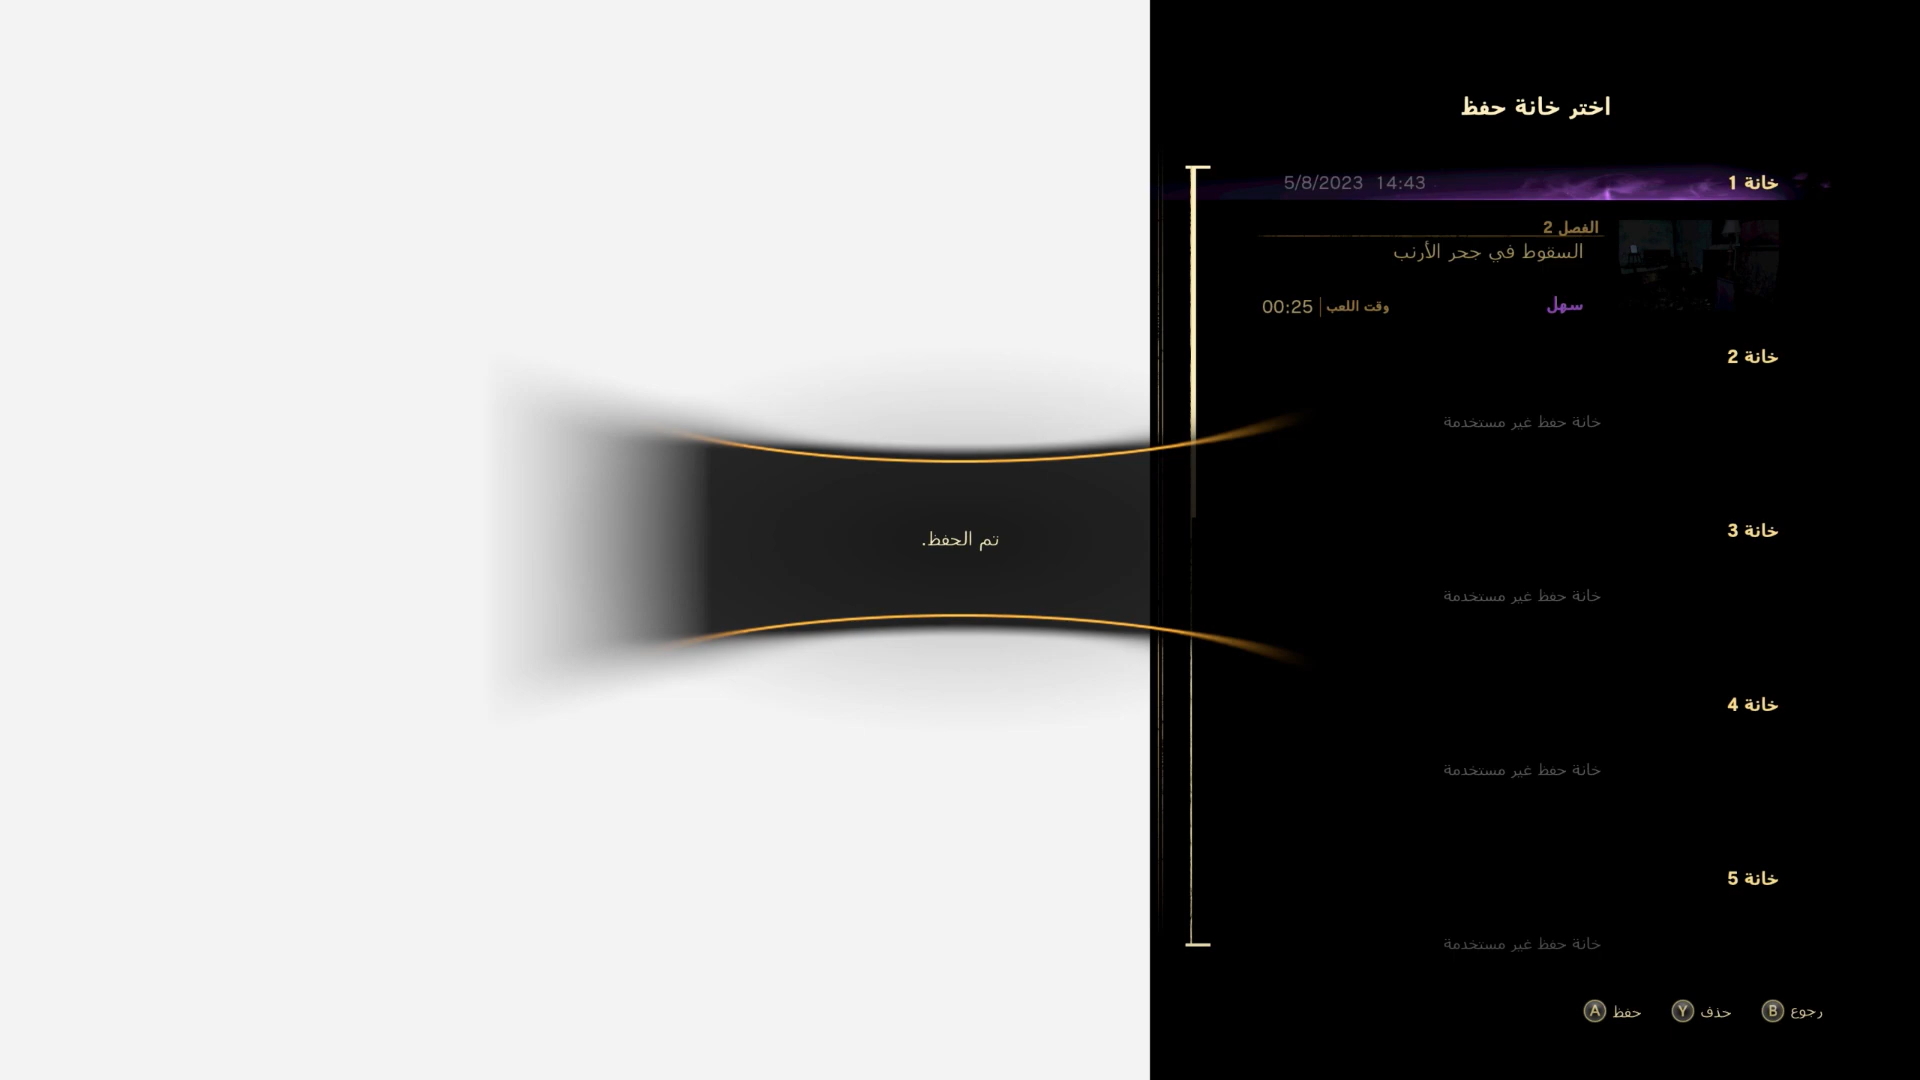 اختر خانة حفظ
خانة 1
5/8/2023 14:43
الفصل 2
السقوط في جحر الأرنب
سهل
وقت اللعب 00:25
خانة 2
خانة حفظ غير مستخدمة
تم الحفظ.
خانة 3
خانة حفظ غير مستخدمة
خانة 4
خانة حفظ غير مستخدمة
خانة 5
خانة حفظ غير مستخدمة
رجوع B حذف Y حفظ A